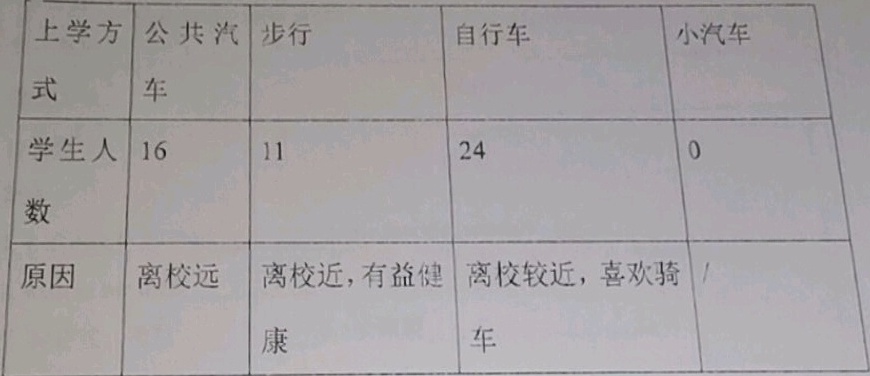 上学方 公共汽 步行 自行车 小汽车
式 车
学生人 16 11 24 0
数
原因 离校远 离校近，有益健 离校较近，喜欢骑 /
康 车